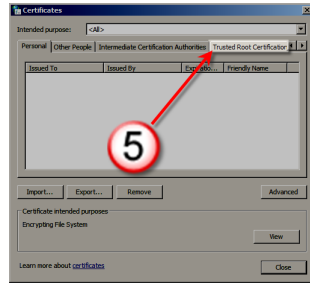 Certificates
Intended purpose: <All>
Personal Other People Intermediate Certification Authorities Trusted Root Certification
Issued To Issued By Expiratio... Friendly Name
5
Import... Export... Remove Advanced
Certificate intended purposes
Encrypting File System
View
Learn more about certificates Close